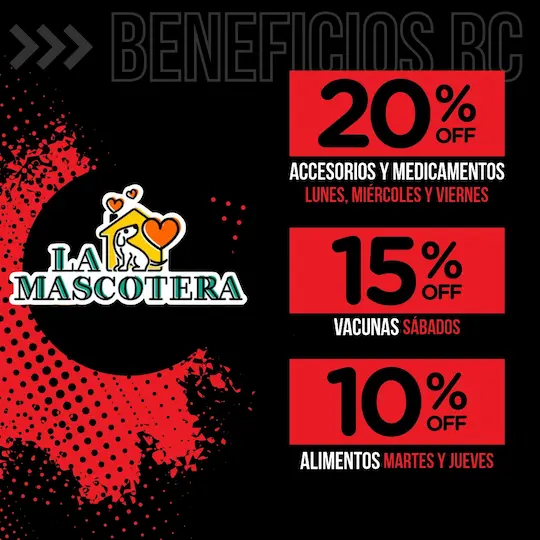 BENEFICIOS RC
20% OFF
ACCESORIOS Y MEDICAMENTOS
LUNES, MIÉRCOLES Y VIERNES
LA
MASCOTERA
15% OFF
VACUNAS SÁBADOS
10% OFF
ALIMENTOS MARTES Y JUEVES